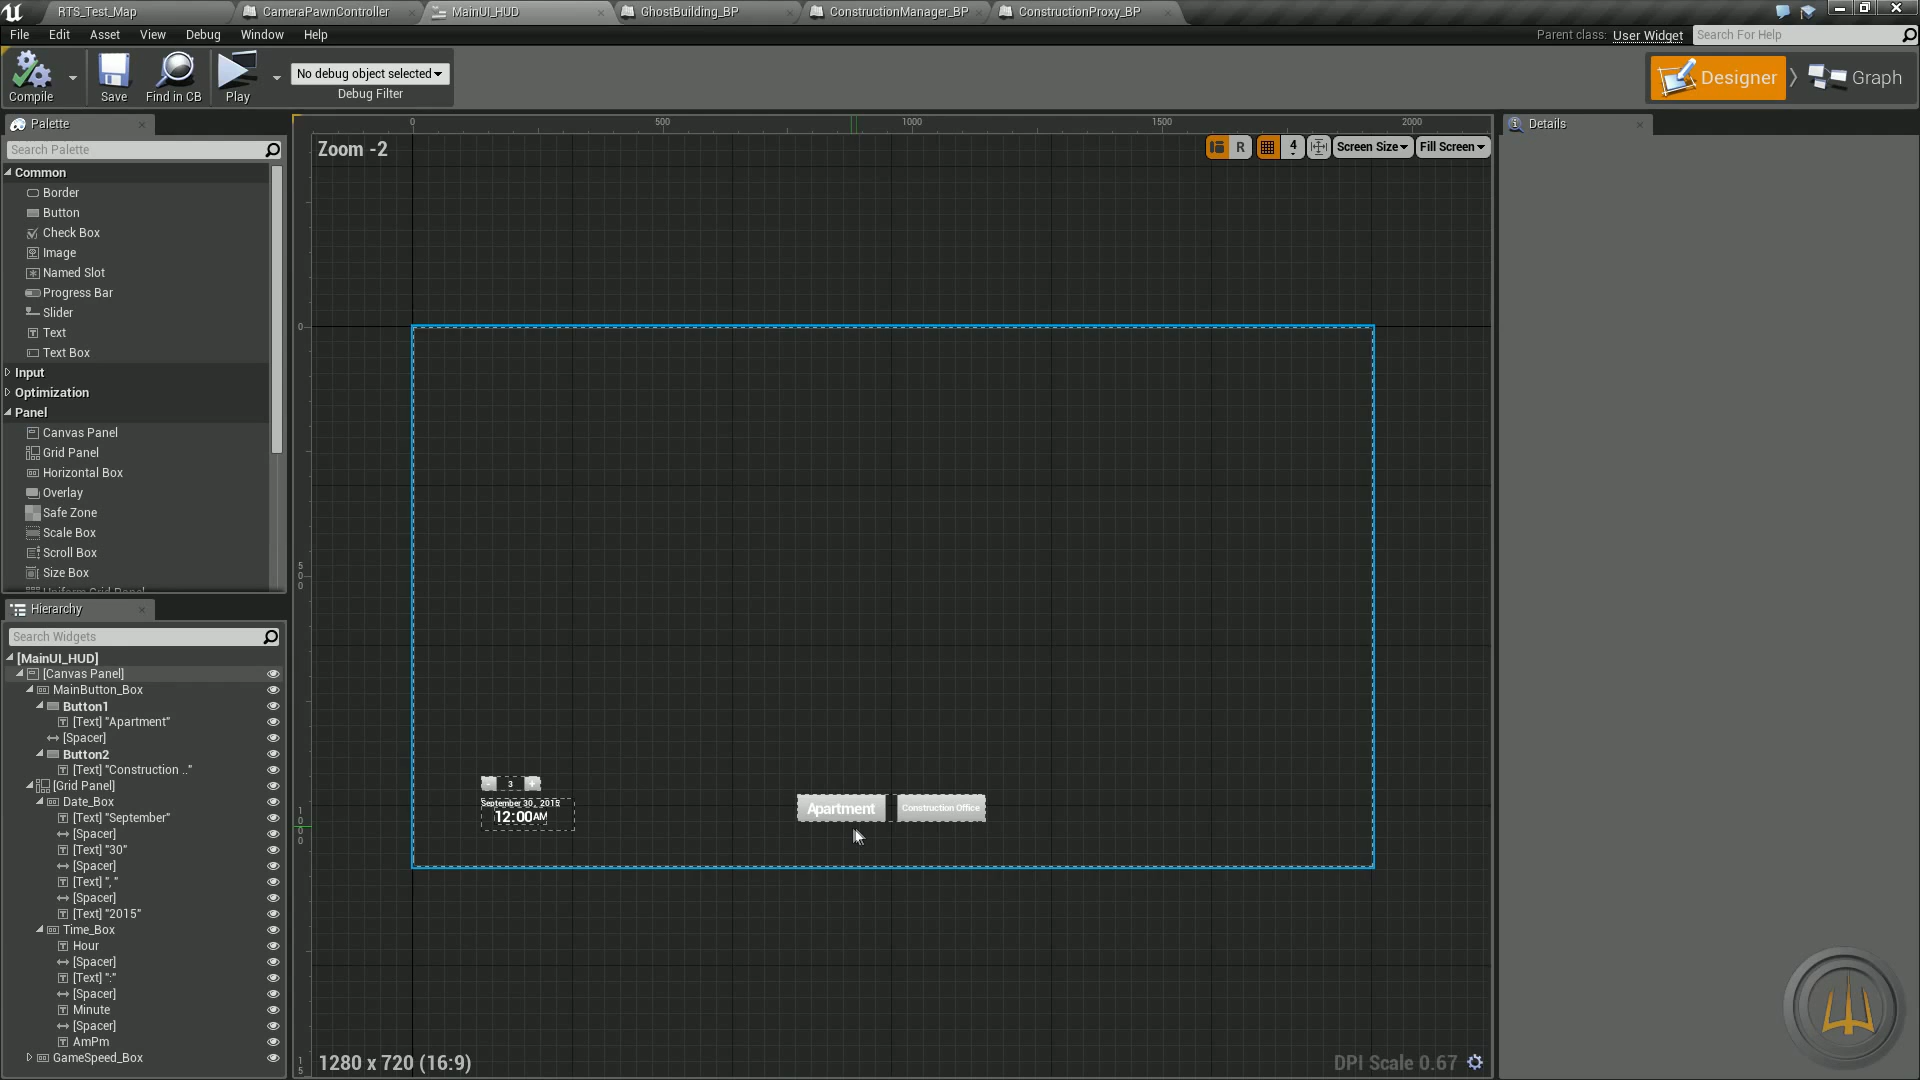 RTS_Test_Map
CameraPawnController
MainUI_HUD
GhostBuilding_BP
ConstructionManager_BP
ConstructionProxy_BP
File Edit Asset View Debug Window Help
Parent class: User Widget
Search For Help
Compile
Save
Find in CB
Play
No debug object selected
Debug Filter
Designer
Graph
Palette
Search Palette
Common
Border
Button
Check Box
Image
Named Slot
Progress Bar
Slider
Text
Text Box
Input
Optimization
Panel
Canvas Panel
Grid Panel
Horizontal Box
Overlay
Safe Zone
Scale Box
Scroll Box
Size Box
Uniform Grid Panel
Hierarchy
Search Widgets
[MainUI_HUD]
[Canvas Panel]
MainButton_Box
Button1
[Text] "Apartment"
[Spacer]
Button2
[Text] "Construction .."
[Grid Panel]
Date_Box
[Text] "September"
[Spacer]
[Text] "30"
[Spacer]
[Text] ", "
[Spacer]
[Text] "2015"
Time_Box
Hour
[Spacer]
[Text] ":"
[Spacer]
Minute
[Spacer]
AmPm
GameSpeed_Box
0 500 1000 1500 2000
Zoom -2
R
4
Screen Size
Fill Screen
0
500
1000
15
- 3 +
September 30, 2015
12:00AM
Apartment
Construction Office
1280 x 720 (16:9)
DPI Scale 0.67
Details